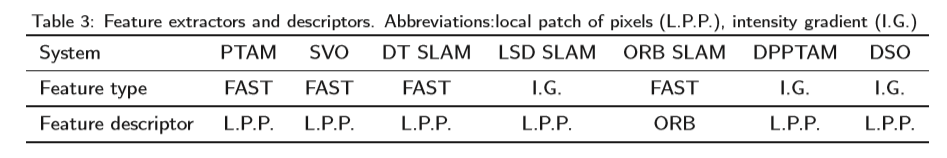 Table 3: Feature extractors and descriptors. Abbreviations:local patch of pixels (L.P.P.), intensity gradient (I.G.)
System PTAM SVO DT SLAM LSD SLAM ORB SLAM DPPTAM DSO
Feature type FAST FAST FAST I.G. FAST I.G. I.G.
Feature descriptor L.P.P. L.P.P. L.P.P. L.P.P. ORB L.P.P. L.P.P.